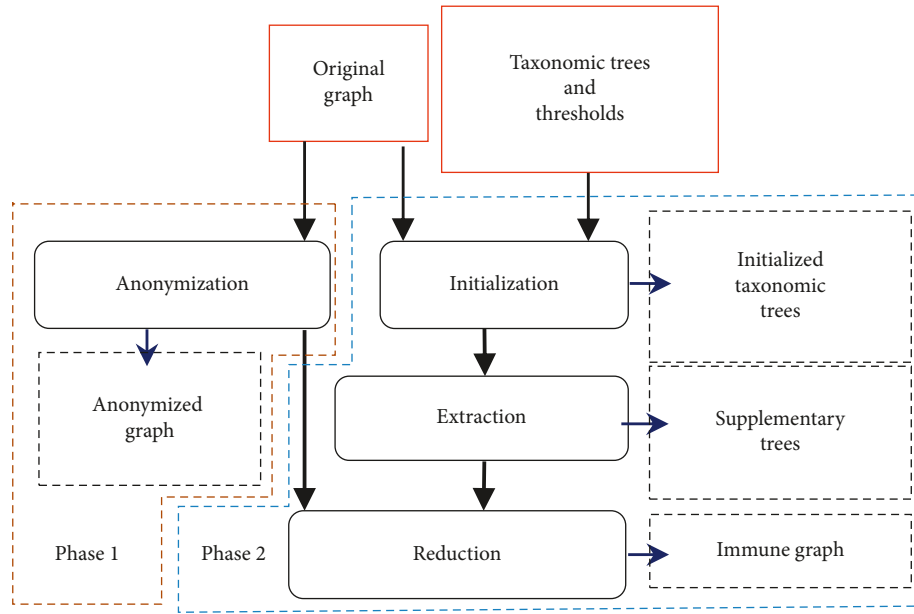 Original
graph
Taxonomic trees
and
thresholds
Anonymization
Initialization
Initialized
taxonomic
trees
Anonymized
graph
Extraction
Supplementary
trees
Phase 1
Phase 2
Reduction
Immune graph